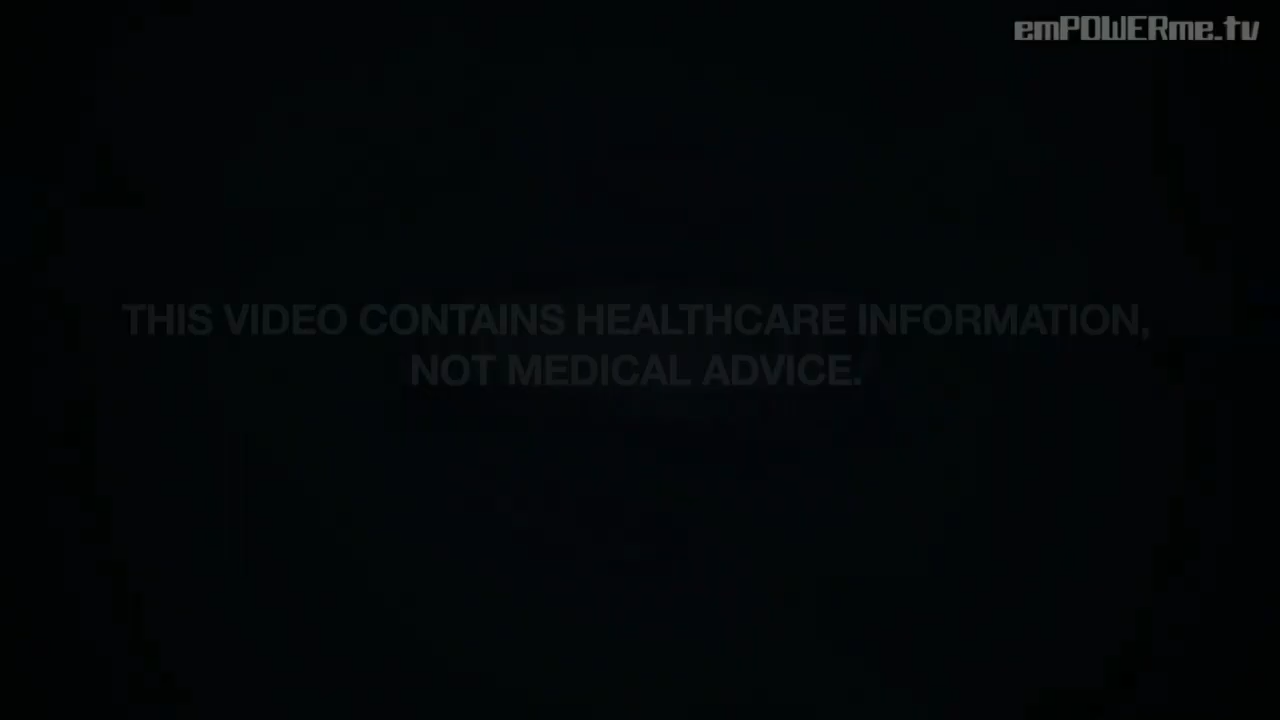 emPOWERme.tv
THIS VIDEO CONTAINS HEALTHCARE INFORMATION,
NOT MEDICAL ADVICE.